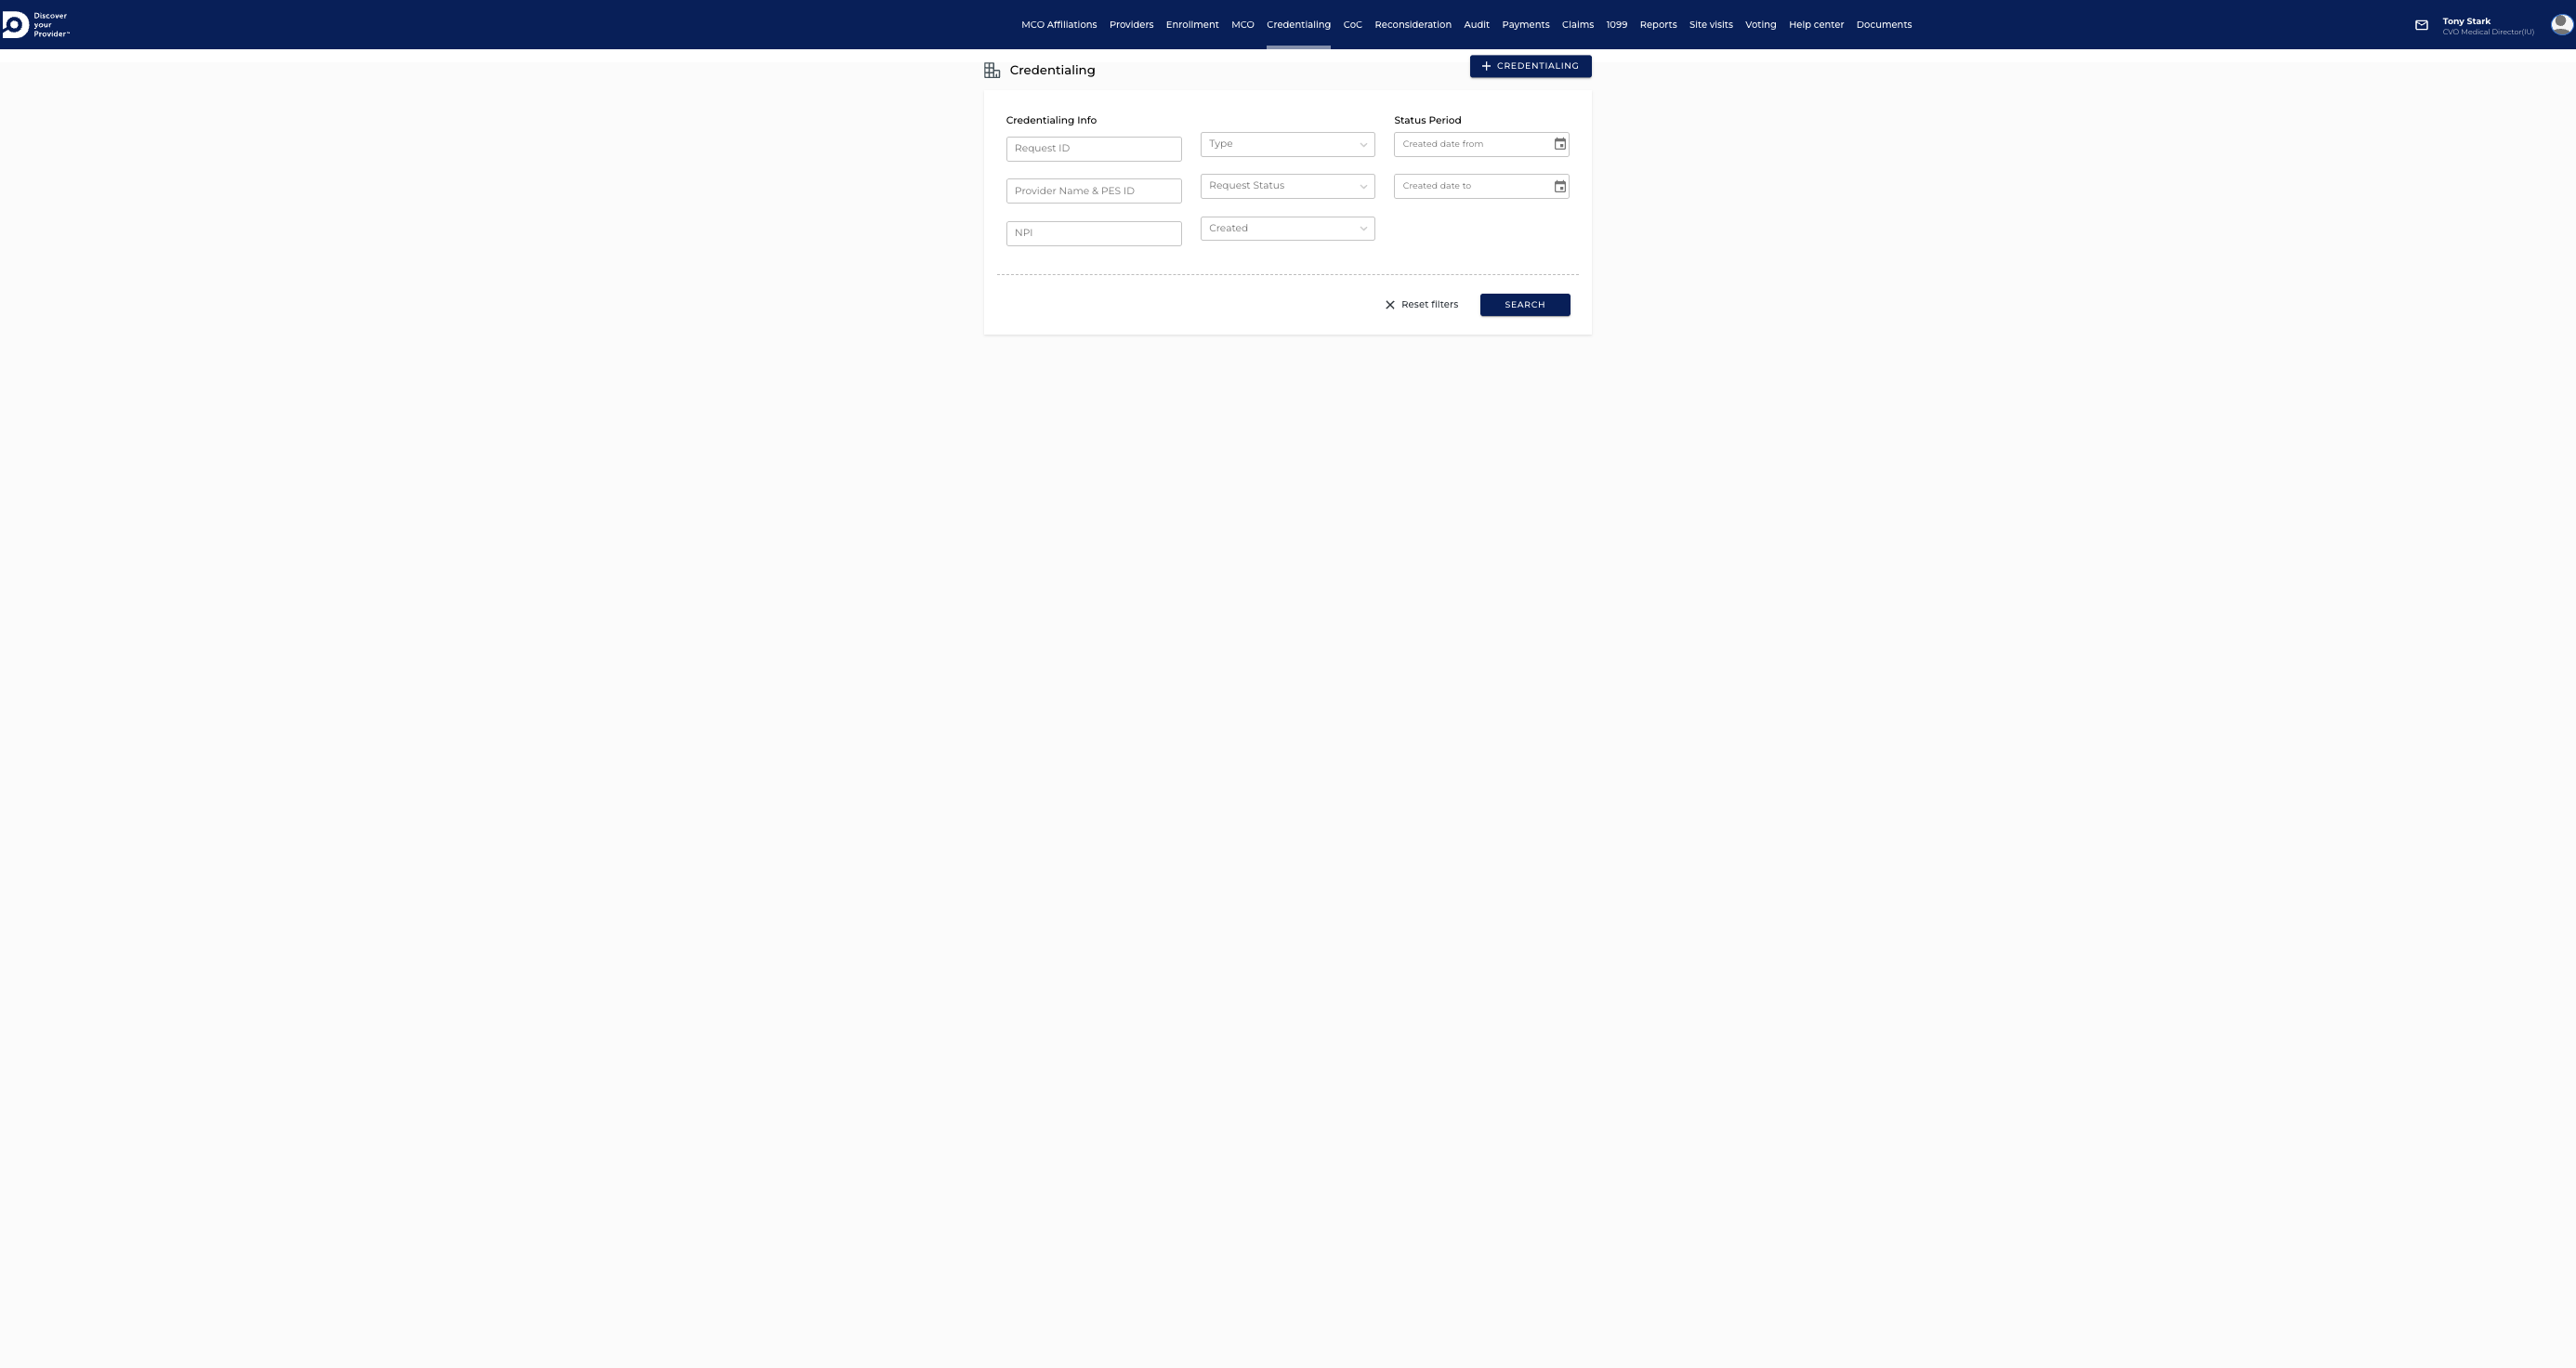 Discover
your
Provider™
MCO Affiliations Providers Enrollment MCO Credentialing CoC Reconsideration Audit Payments Claims 1099 Reports Site visits Voting Help center Documents
Tony Stark
CVO Medical Director(IU)
Credentialing
CREDENTIALING
Credentialing Info
Status Period
Request ID
Type
Created date from
Provider Name & PES ID
Request Status
Created date to
NPI
Created
Reset filters
SEARCH